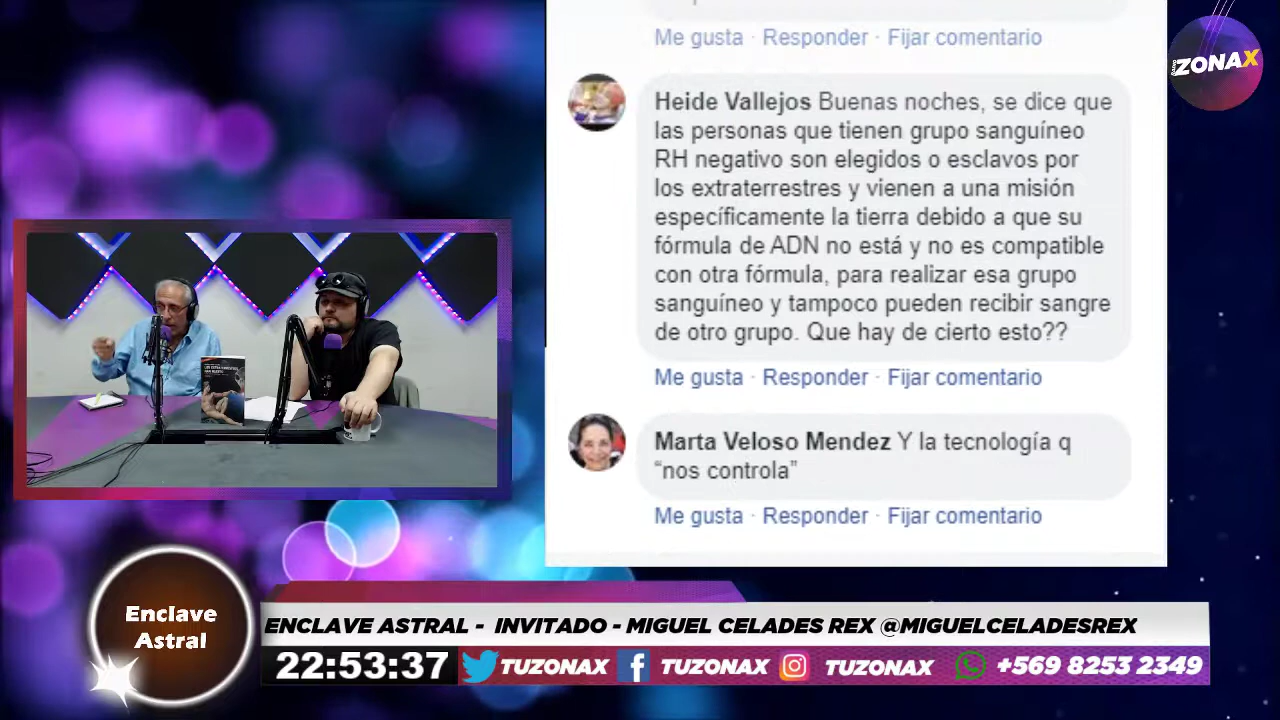 Me gusta · Responder · Fijar comentario
ZONAX
Heide Vallejos Buenas noches, se dice que
las personas que tienen grupo sanguíneo
RH negativo son elegidos o esclavos por
los extraterrestres y vienen a una misión
específicamente la tierra debido a que su
fórmula de ADN no está y no es compatible
con otra fórmula, para realizar esa grupo
sanguíneo y tampoco pueden recibir sangre
de otro grupo. Que hay de cierto esto??
Me gusta · Responder · Fijar comentario
Marta Veloso Mendez Y la tecnología q
“nos controla”
Me gusta · Responder · Fijar comentario
Enclave
Astral
ENCLAVE ASTRAL - INVITADO - MIGUEL CELADES REX @MIGUELCELADESREX
22:53:37 TUZONAX TUZONAX TUZONAX +569 8253 2349